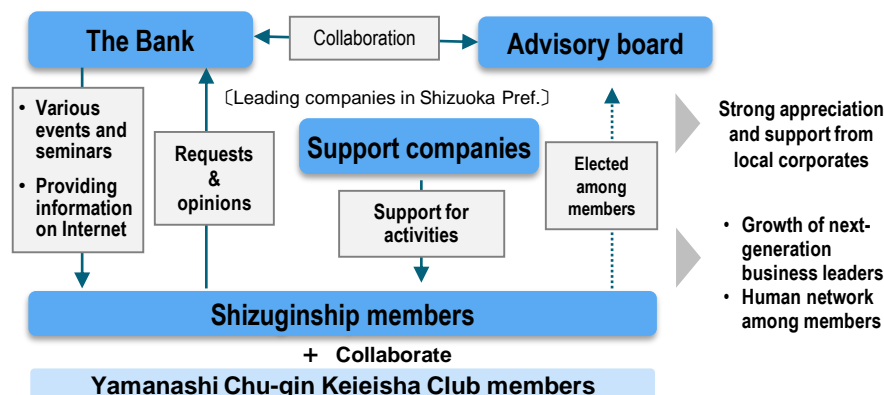 The Bank
Collaboration
Advisory board
• Various
events and
seminars
• Providing
information
on Internet
Requests
&
opinions
〔Leading companies in Shizuoka Pref.〕
Support companies
Support for
activities
Elected
among
members
Strong appreciation
and support from
local corporates
• Growth of next-
generation
business leaders
• Human network
among members
Shizuginship members
+ Collaborate
Yamanashi Chu-gin Keieisha Club members